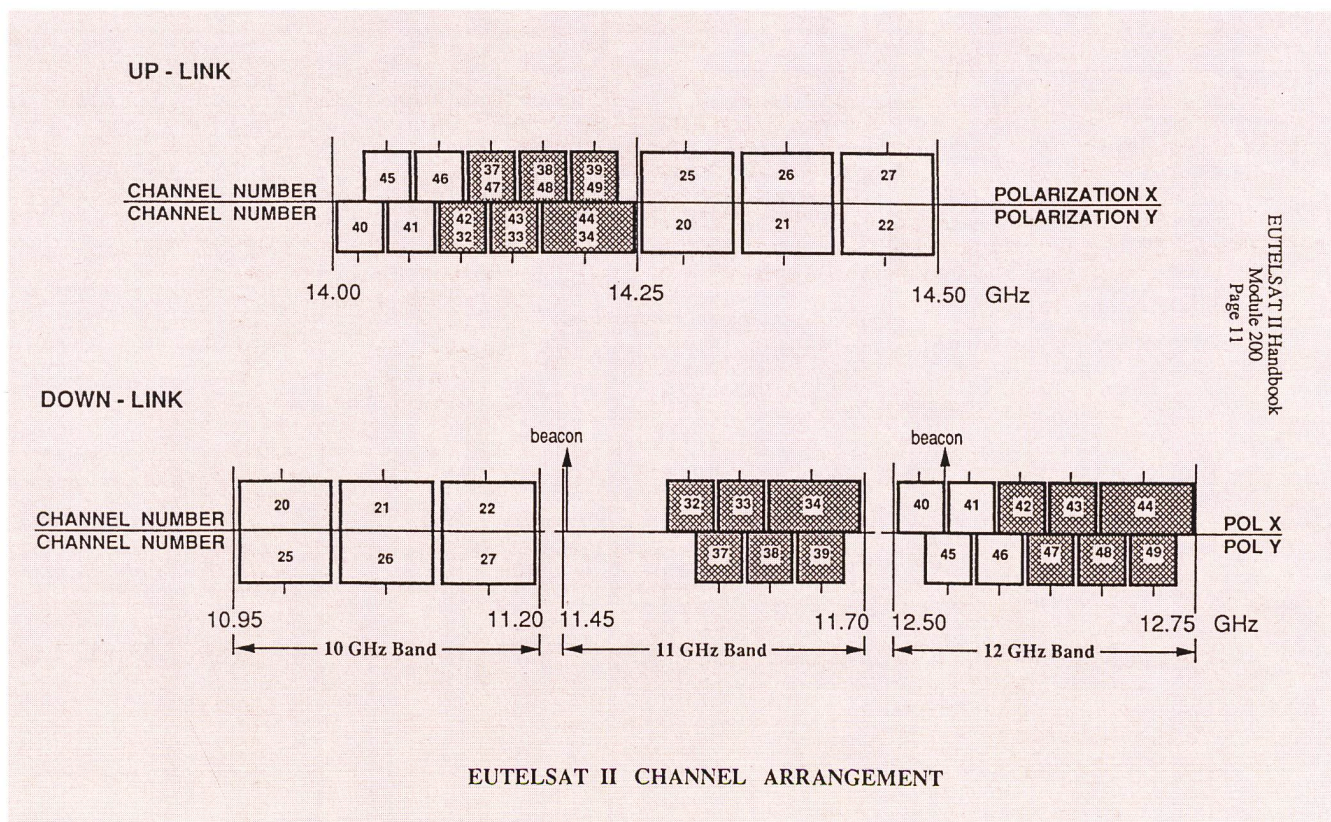 UP - LINK
45 46 37 38 39 25 26 27
47 48 49
CHANNEL NUMBER POLARIZATION X
CHANNEL NUMBER POLARIZATION Y
40 41 42 43 44 20 21 22
32 33 34
14.00 14.25 14.50 GHz
EUTELSAT II Handbook
Module 200
Page 11
DOWN - LINK
beacon beacon
20 21 22 32 33 34 40 41 42 43 44
CHANNEL NUMBER POL X
CHANNEL NUMBER POL Y
25 26 27 37 38 39 45 46 47 48 49
10.95 11.20 11.45 11.70 12.50 12.75 GHz
10 GHz Band 11 GHz Band 12 GHz Band
EUTELSAT II CHANNEL ARRANGEMENT